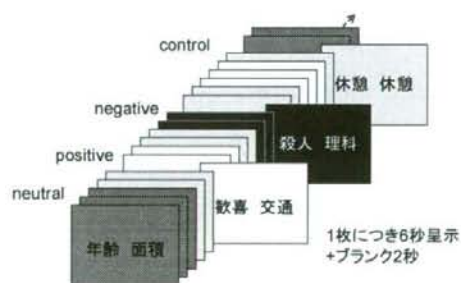 control
休憩 休憩
negative
殺人 理科
positive
neutral
歓喜 交通
年齢 面積
1枚につき6秒呈示
+ブランク2秒